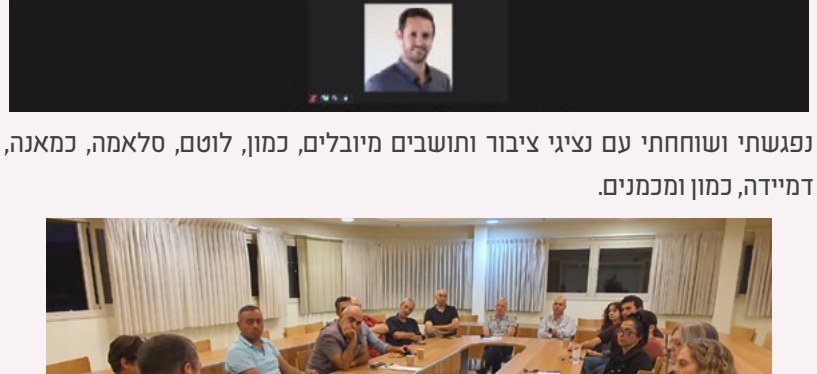 נפגשתי ושוחחתי עם נציגי ציבור ותושבים מיובלים, כמון, לוטם, סלאמה, כמאנה,
דמיידה, כמון ומכמנים.